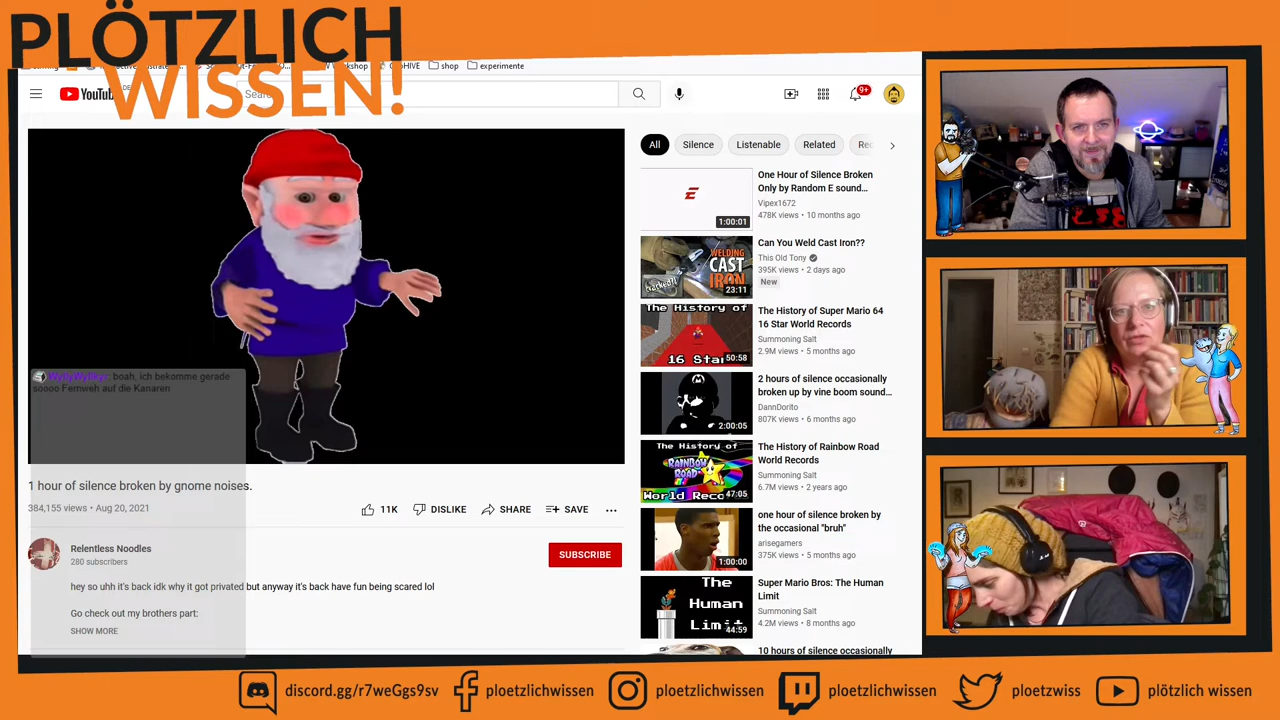 PLÖTZLICH
WISSEN!
shop
experimente
YouTube
Sea
9+
All
Silence
Listenable
Related
One Hour of Silence Broken
Only by Random E sound…
Vipex1672
478K views • 10 months ago
1:00:01
Can You Weld Cast Iron??
This Old Tony
395K views • 2 days ago
New
WELDING
CAST
IRON
23:11
The History of Super Mario 64
16 Star World Records
Summoning Salt
2.9M views • 5 months ago
The History of
16 Star
50:58
2 hours of silence occasionally
broken up by vine boom sound…
DannDorito
807K views • 6 months ago
2:00:05
The History of Rainbow Road
World Records
Summoning Salt
6.7M views • 2 years ago
The History of
RAINBOW
ROAD
World Reco
47:05
one hour of silence broken by
the occasional "bruh"
arisegamers
375K views • 5 months ago
1:00:00
Super Mario Bros: The Human
Limit
Summoning Salt
4.2M views • 8 months ago
The
Human
Limit
44:59
10 hours of silence occasionally
boah, ich bekomme gerade
soooo Fernweh auf die Kanaren
1 hour of silence broken by gnome noises.
384,155 views • Aug 20, 2021
11K
DISLIKE
SHARE
SAVE
Relentless Noodles
280 subscribers
SUBSCRIBE
hey so uhh it's back idk why it got privated but anyway it's back have fun being scared lol
Go check out my brothers part:
SHOW MORE
discord.gg/r7weGgs9sv
ploetzlichwissen
ploetzlichwissen
ploetzlichwissen
ploetzwiss
plötzlich wissen